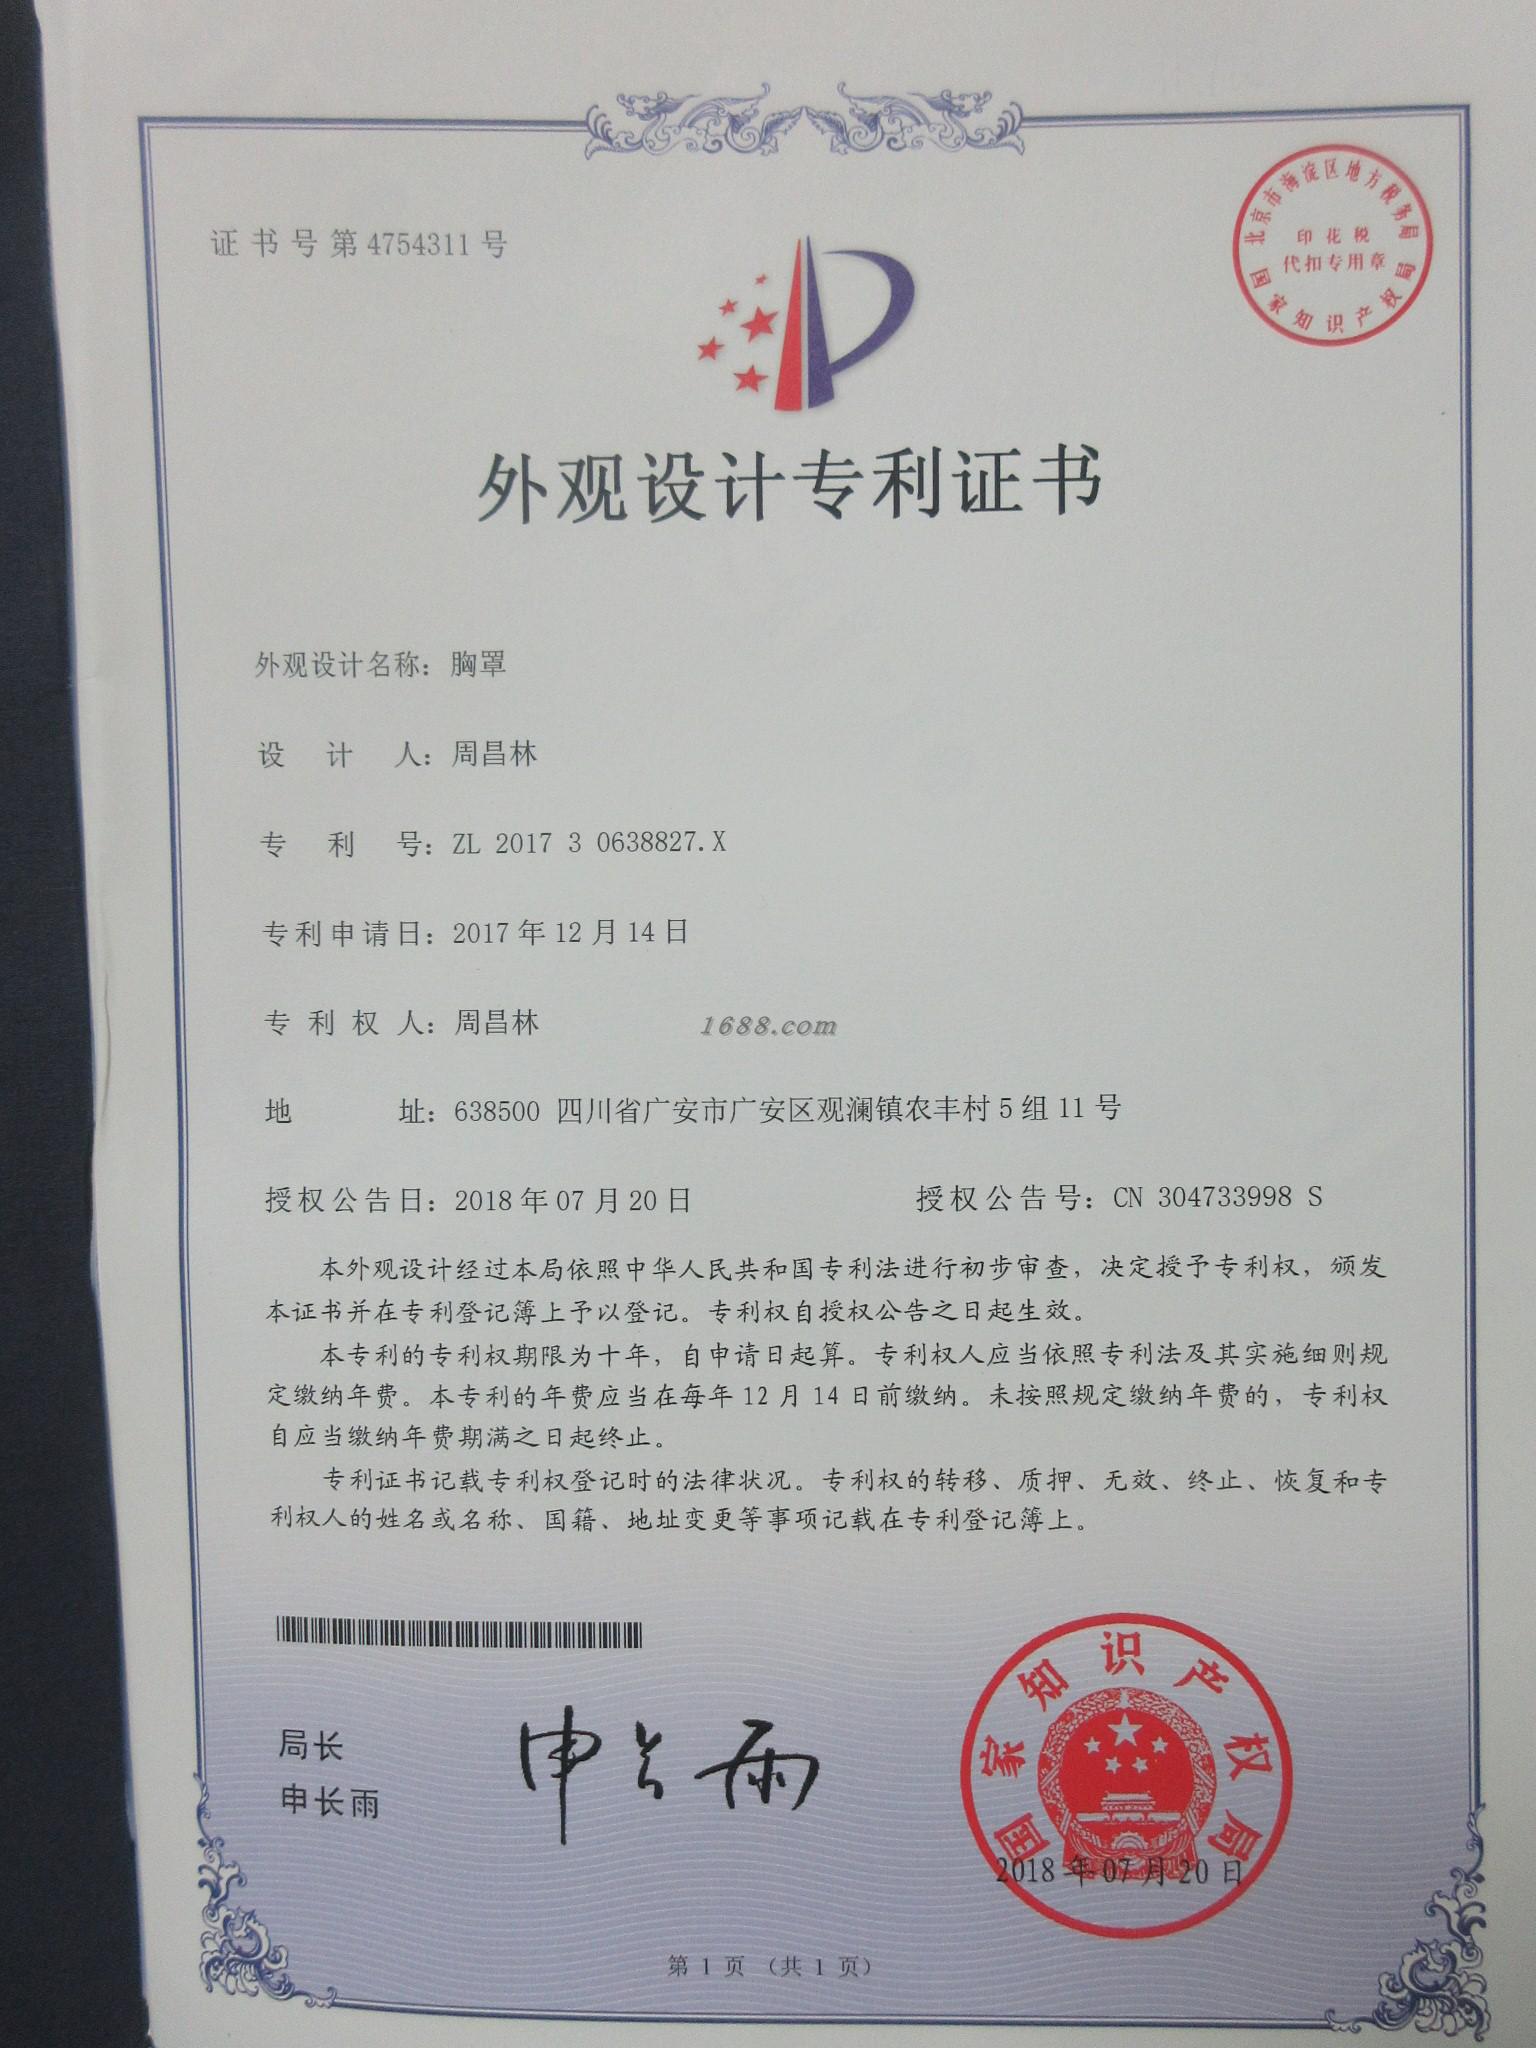 证书号第4754311号
北京市海淀区地方税务局
印花税
代扣专用章
国家知识产权局
外观设计专利证书
外观设计名称：胸罩
设计人：周昌林
专利号：ZL 2017 3 0638827.X
专利申请日：2017年12月14日
专利权人：周昌林
1688.com
地址：638500 四川省广安市广安区观澜镇农丰村5组11号
授权公告日：2018年07月20日 授权公告号：CN 304733998 S
本外观设计经过本局依照中华人民共和国专利法进行初步审查，决定授予专利权，颁发
本证书并在专利登记簿上予以登记。专利权自授权公告之日起生效。
本专利的专利权期限为十年，自申请日起算。专利权人应当依照专利法及其实施细则规
定缴纳年费。本专利的年费应当在每年12月14日前缴纳。未按照规定缴纳年费的，专利权
自应当缴纳年费期满之日起终止。
专利证书记载专利权登记时的法律状况。专利权的转移、质押、无效、终止、恢复和专
利权人的姓名或名称、国籍、地址变更等事项记载在专利登记簿上。
局长
申长雨
申长雨
国家知识产权局
2018年07月20日
第1页（共1页）